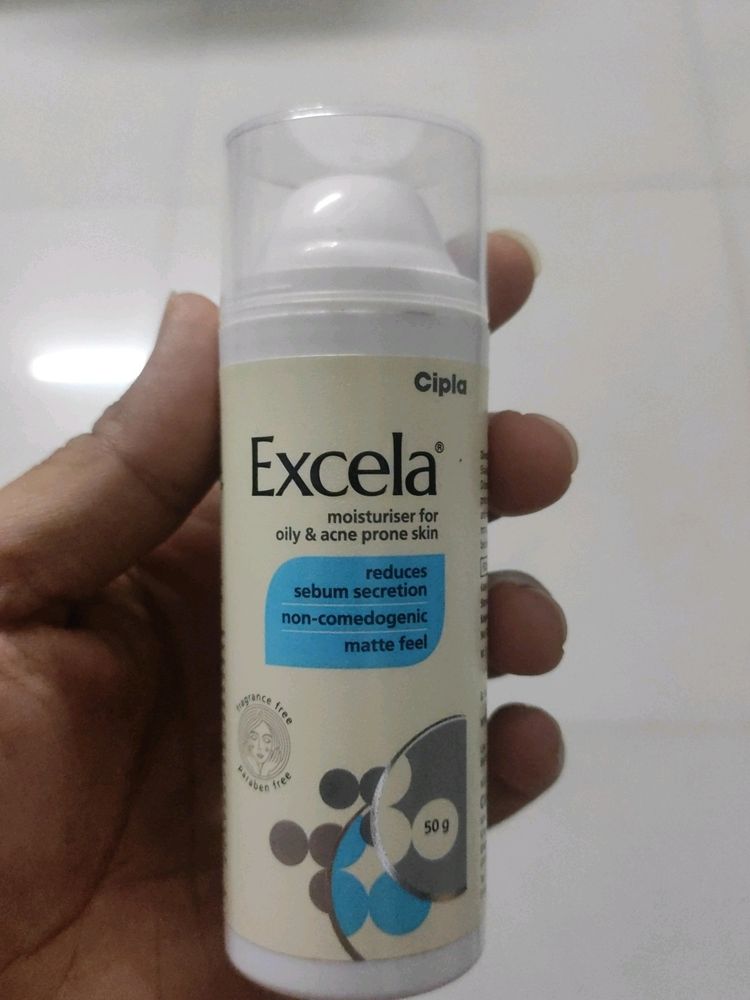 Cipla
Excela®
moisturiser for
oily & acne prone skin
reduces
sebum secretion
non-comedogenic
matte feel
fragrance free
paraben free
50 g